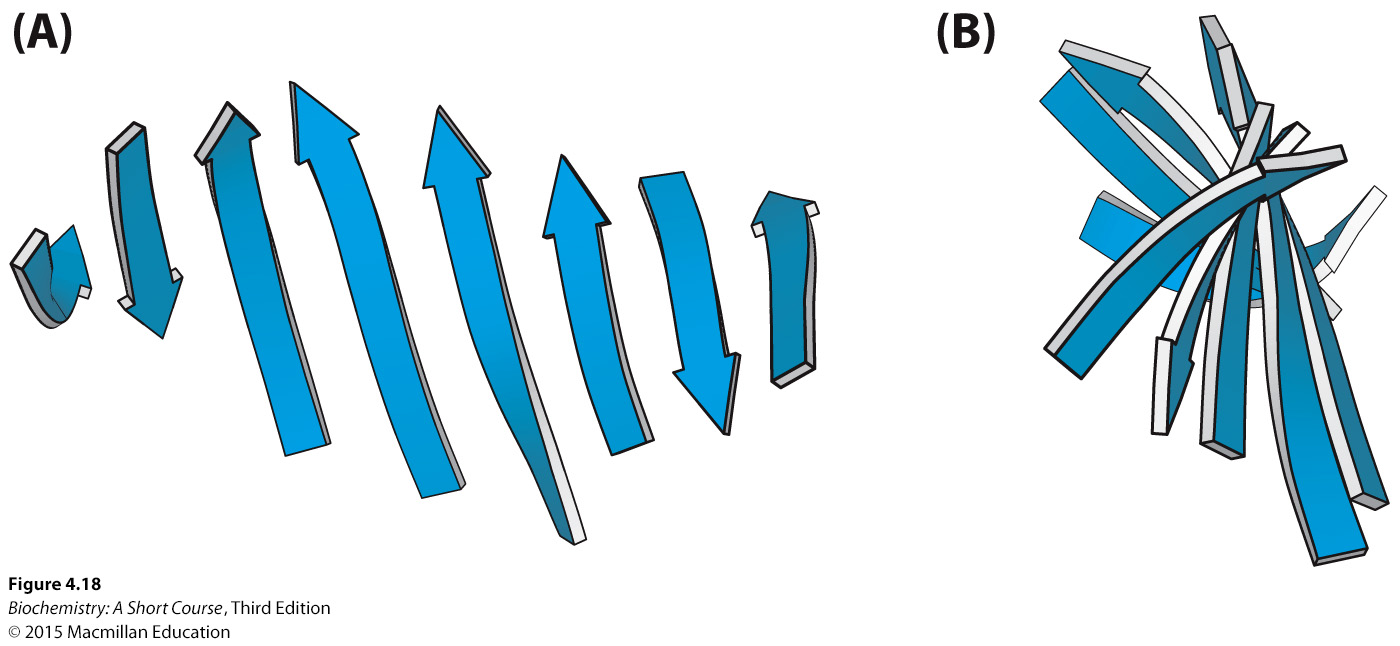 (A)
(B)
Figure 4.18
Biochemistry: A Short Course, Third Edition
© 2015 Macmillan Education